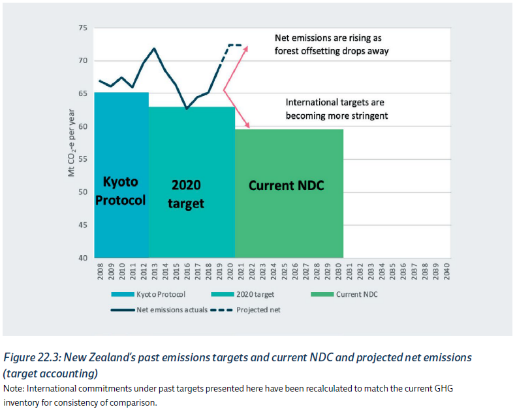 75
70
65
60
55
50
45
40
Mt CO2-e per year
Net emissions are rising as
forest offsetting drops away
International targets are
becoming more stringent
Kyoto
Protocol
2020
target
Current NDC
2008
2009
2010
2011
2012
2013
2014
2015
2016
2017
2018
2019
2020
2021
2022
2023
2024
2025
2026
2027
2028
2029
2030
2031
2032
2033
2034
2035
2036
2037
2038
2039
2040
Kyoto Protocol
2020 target
Current NDC
Net emissions actuals
Projected net
Figure 22.3: New Zealand's past emissions targets and current NDC and projected net emissions
(target accounting)
Note: International commitments under past targets presented here have been recalculated to match the current GHG
inventory for consistency of comparison.